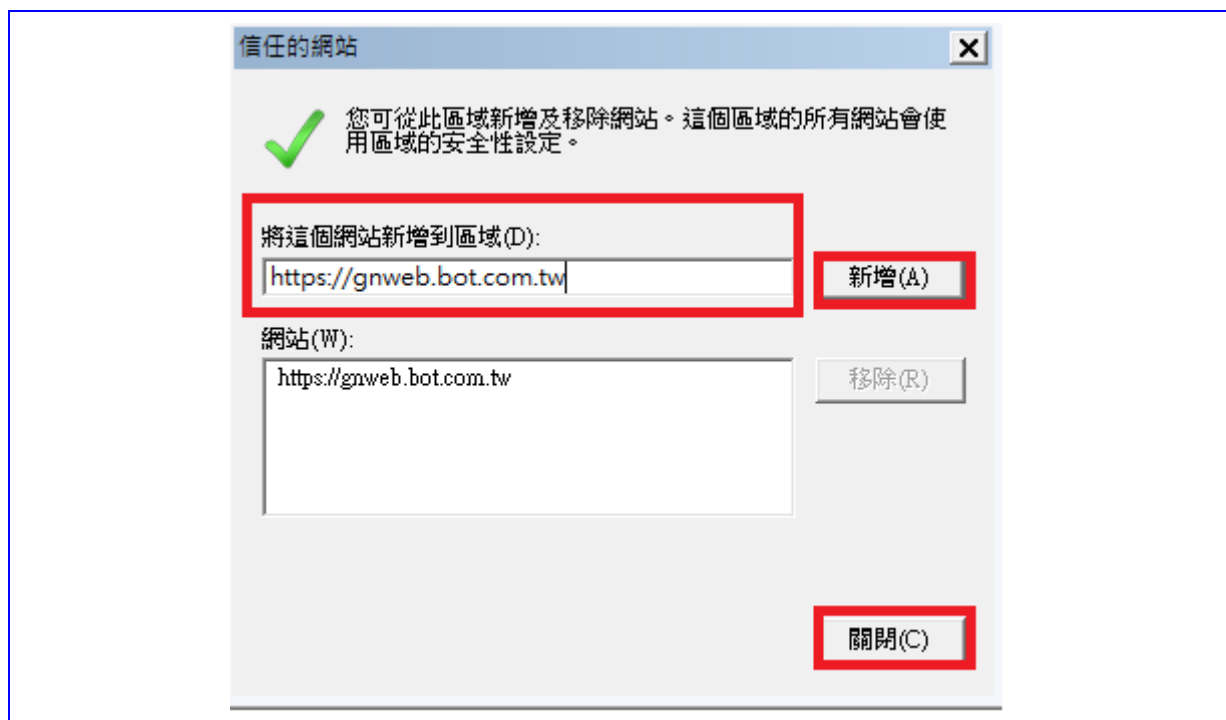 信任的網站
您可從此區域新增及移除網站。這個區域的所有網站會使
用區域的安全性設定。
將這個網站新增到區域(D):
https://gnweb.bot.com.tw
新增(A)
網站(W):
https://gnweb.bot.com.tw
移除(R)
關閉(C)